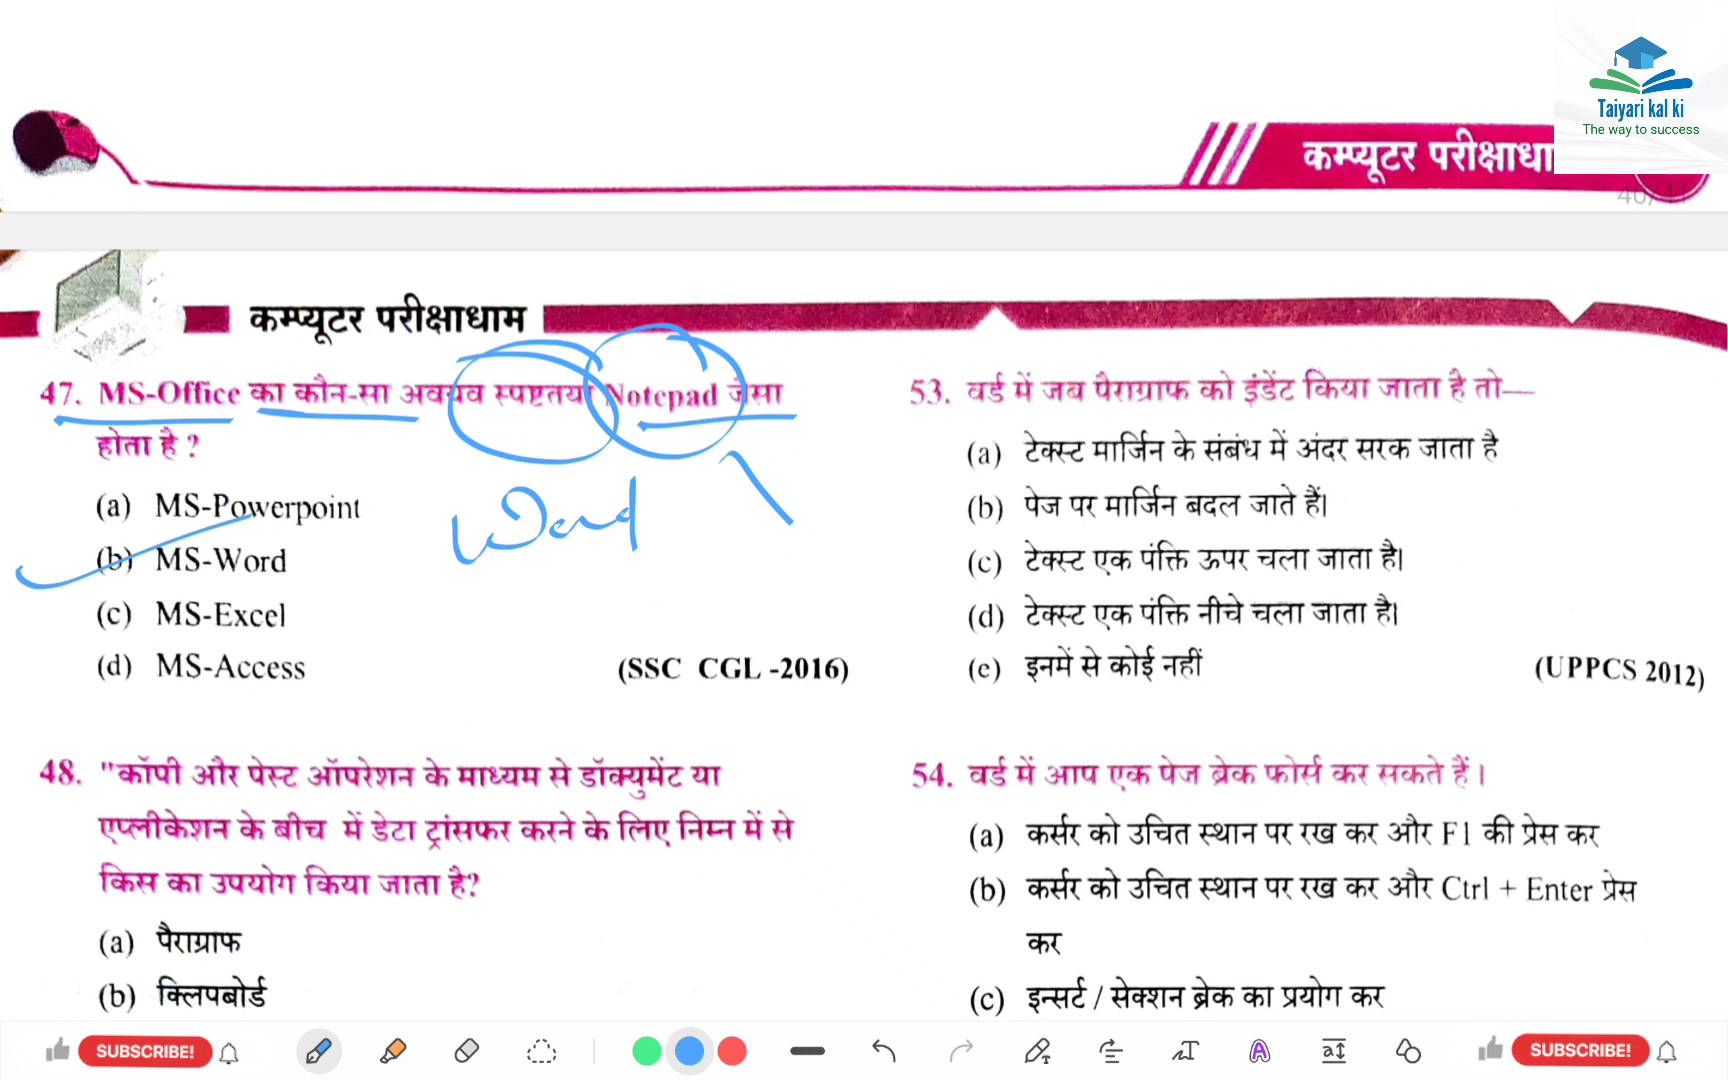 Taiyari kal ki
The way to success
कम्प्यूटर परीक्षाधा
कम्प्यूटर परीक्षाधाम
47. MS-Office का कौन-सा अवयव स्पष्टतया Notepad जैसा
होता है ?
(a) MS-Powerpoint
(b) MS-Word
(c) MS-Excel
(d) MS-Access
(SSC CGL -2016)
Word
48. "कॉपी और पेस्ट ऑपरेशन के माध्यम से डॉक्युमेंट या
एप्लीकेशन के बीच में डेटा ट्रांसफर करने के लिए निम्न में से
किस का उपयोग किया जाता है?
(a) पैराग्राफ
(b) क्लिपबोर्ड
53. वर्ड में जब पैराग्राफ को इंडेंट किया जाता है तो—
(a) टेक्स्ट मार्जिन के संबंध में अंदर सरक जाता है
(b) पेज पर मार्जिन बदल जाते हैं।
(c) टेक्स्ट एक पंक्ति ऊपर चला जाता है।
(d) टेक्स्ट एक पंक्ति नीचे चला जाता है।
(e) इनमें से कोई नहीं
(UPPCS 2012)
54. वर्ड में आप एक पेज ब्रेक फोर्स कर सकते हैं।
(a) कर्सर को उचित स्थान पर रख कर और F1 की प्रेस कर
(b) कर्सर को उचित स्थान पर रख कर और Ctrl + Enter प्रेस
कर
(c) इन्सर्ट / सेक्शन ब्रेक का प्रयोग कर
SUBSCRIBE!
SUBSCRIBE!